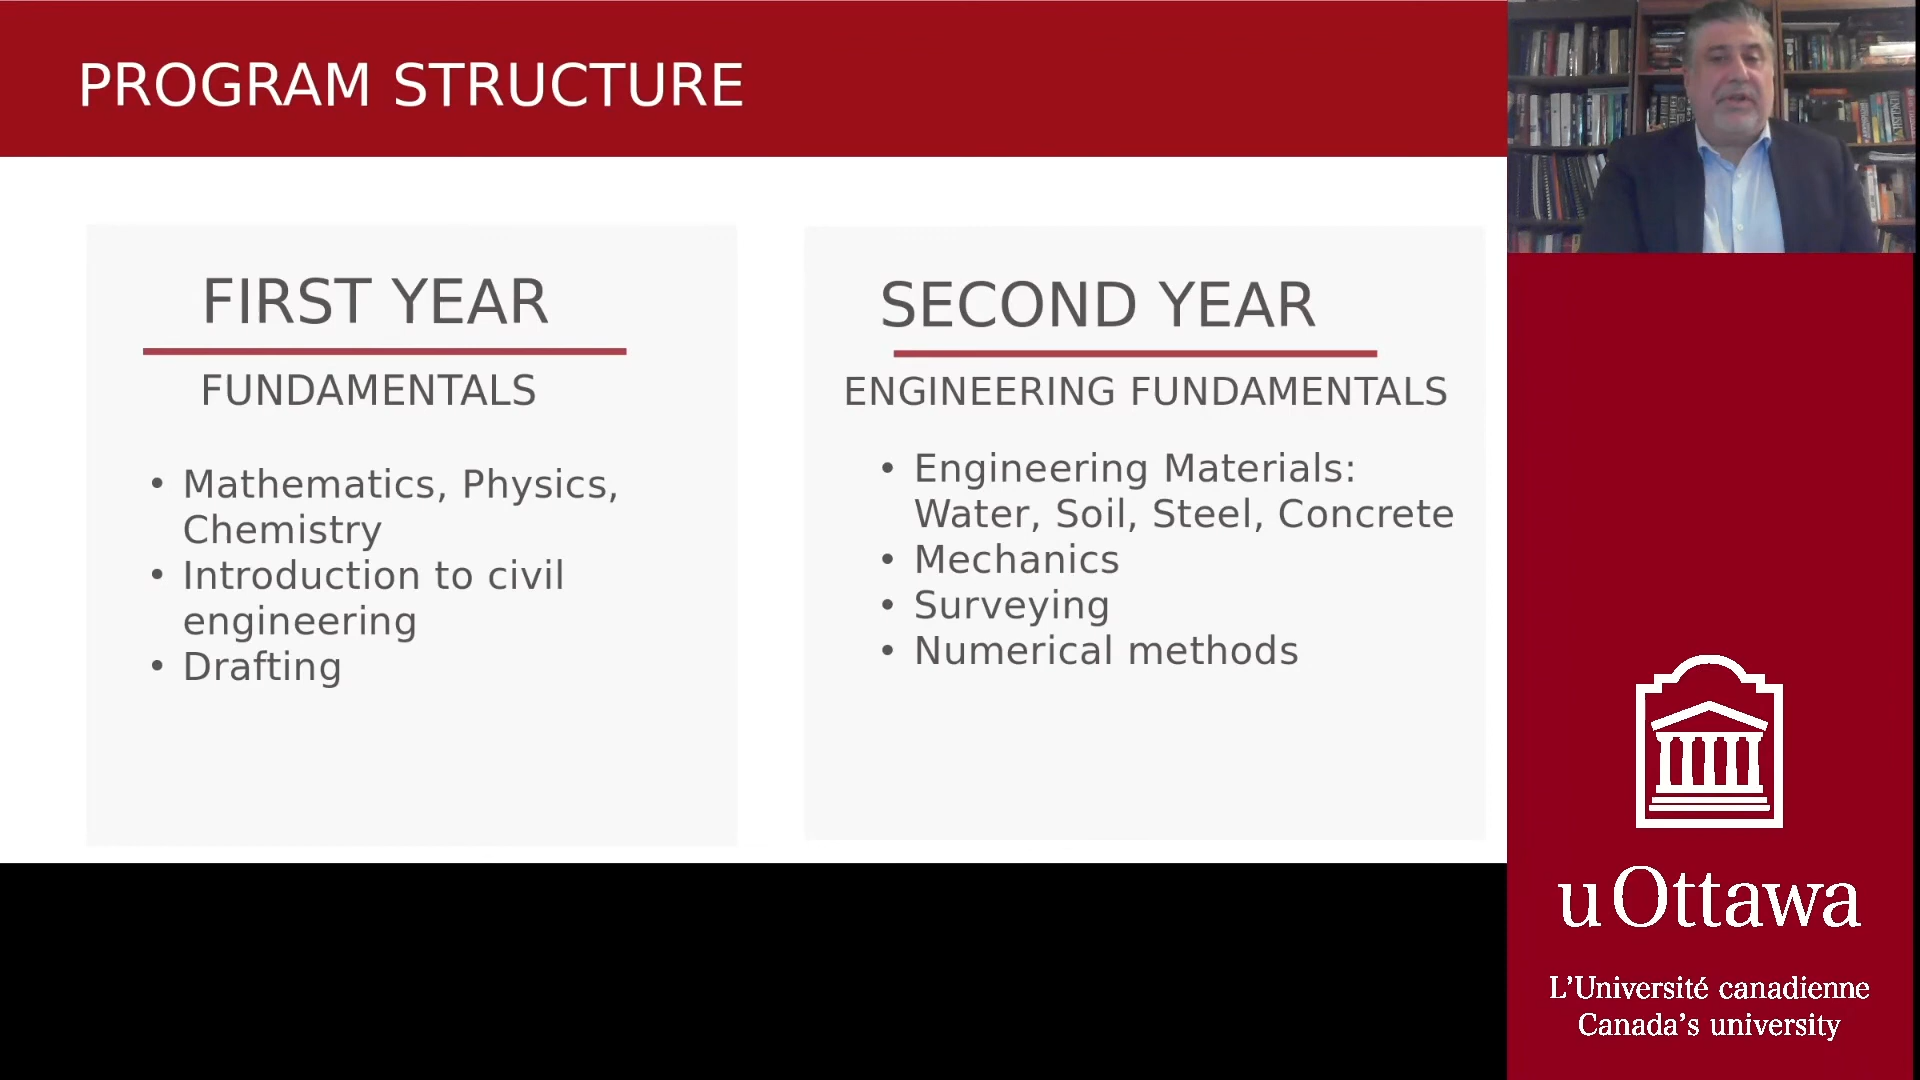 PROGRAM STRUCTURE
FIRST YEAR
FUNDAMENTALS
• Mathematics, Physics,
Chemistry
• Introduction to civil
engineering
• Drafting
SECOND YEAR
ENGINEERING FUNDAMENTALS
• Engineering Materials:
Water, Soil, Steel, Concrete
• Mechanics
• Surveying
• Numerical methods
uOttawa
L’Université canadienne
Canada’s university